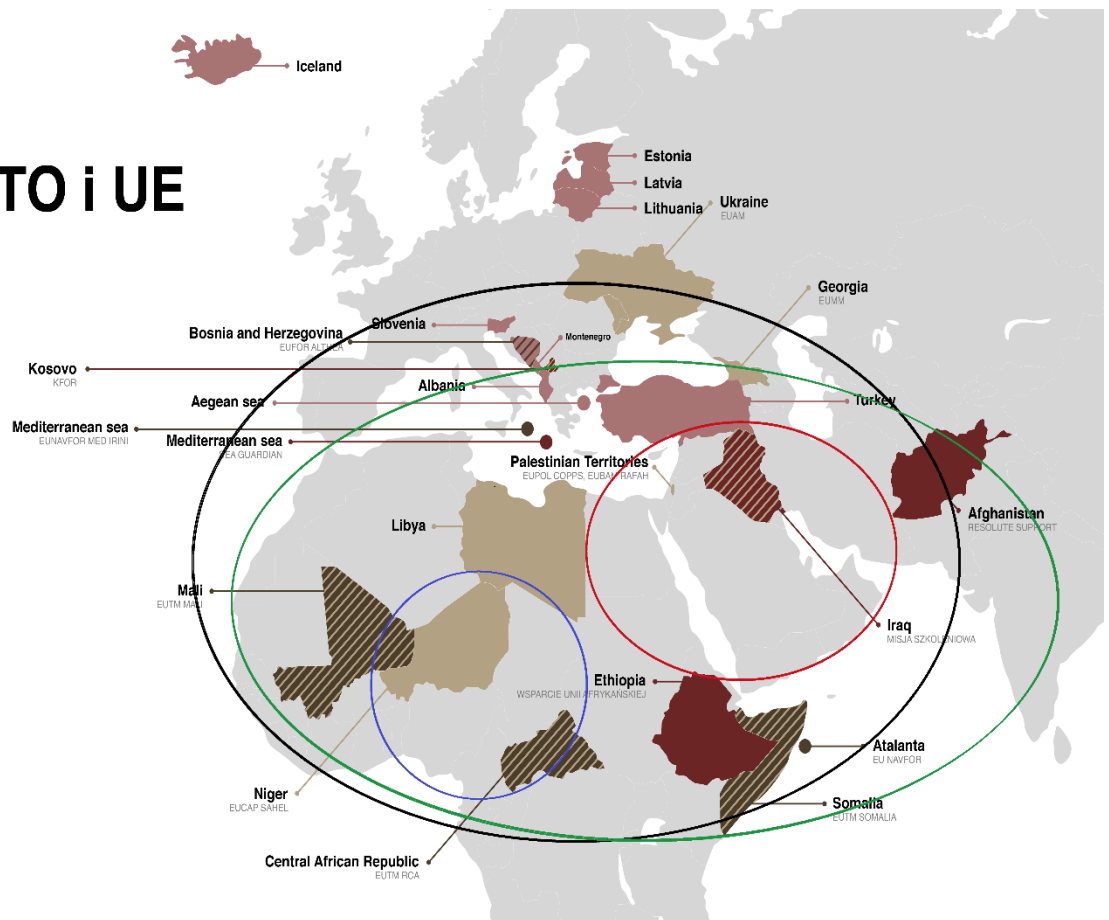 Iceland
TO i UE
Estonia
Latvia
Lithuania
Ukraine
EUAM
Georgia
EUMM
Slovenia
Bosnia and Herzegovina
EUFOR ALTHEA
Montenegro
Kosovo
KFOR
Albania
Aegean sea
Turkey
Mediterranean sea
EUNAVFOR MED IRINI
Mediterranean sea
SEA GUARDIAN
Palestinian Territories
EUPOL COPPS, EUBAM RAFAH
Afghanistan
RESOLUTE SUPPORT
Libya
Mali
EUTM MALI
Iraq
MISJA SZKOLENIOWA
Ethiopia
WSPARCIE UNII AFRYKAŃSKIEJ
Atalanta
EU NAVFOR
Niger
EUCAP SAHEL
Somalia
EUTM SOMALIA
Central African Republic
EUTM RCA